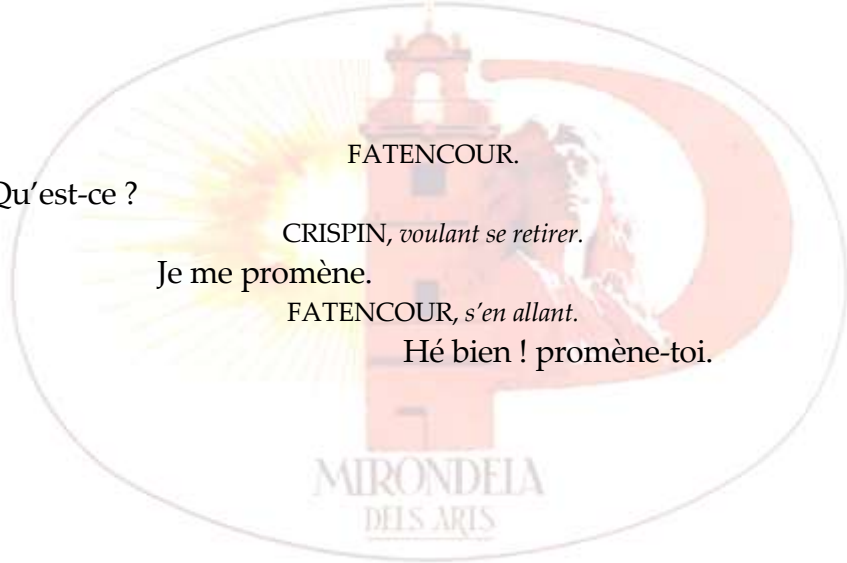 FATENCOUR.
Qu’est-ce ?
CRISPIN, voulant se retirer.
Je me promène.
FATENCOUR, s’en allant.
Hé bien ! promène-toi.
MIRONDELA
DELS ARTS